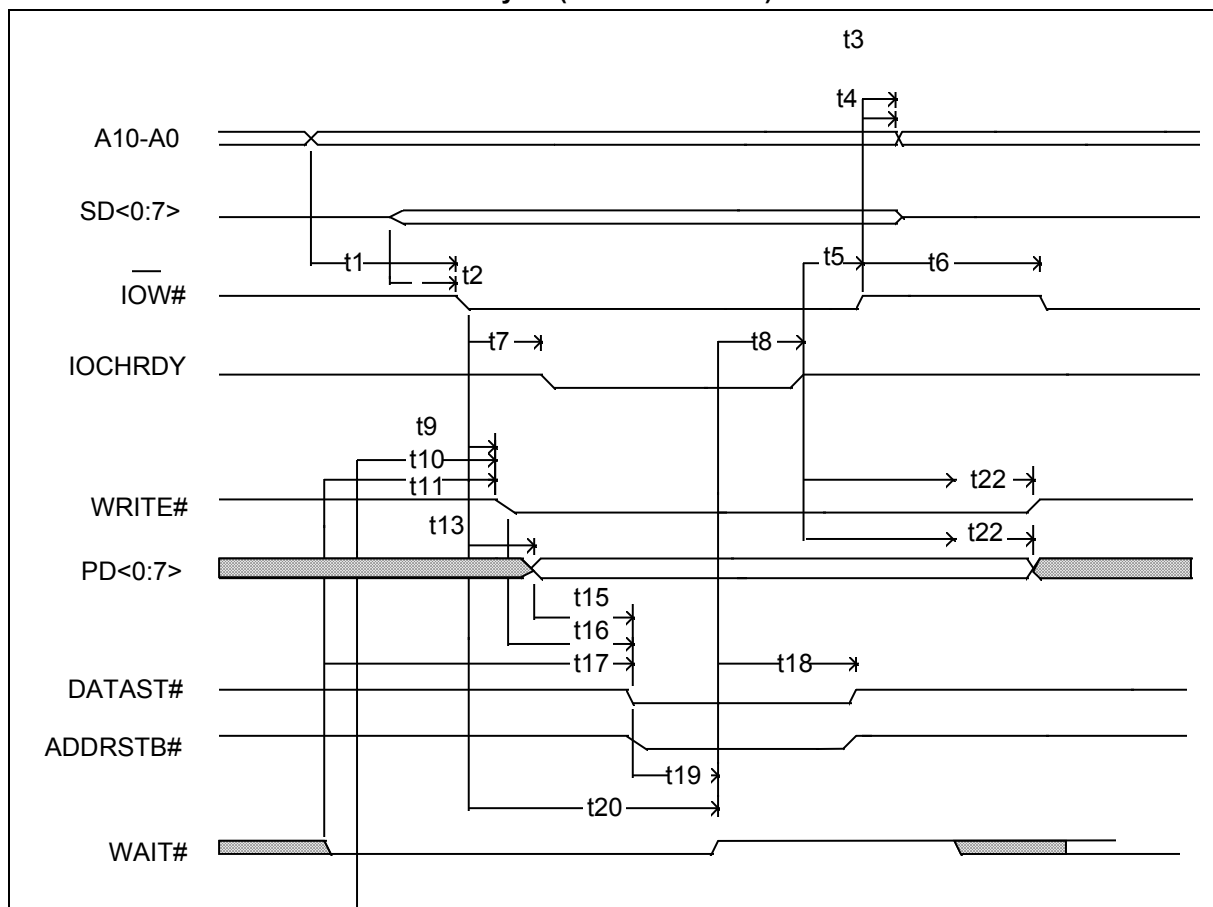 t3
t4
A10-A0
SD<0:7>
t5
t1
t6
t2
IOW#
t7
t8
IOCHRDY
t9
t10
t11
t22
WRITE#
t13
t22
PD<0:7>
t15
t16
t17
t18
DATAST#
ADDRSTB#
t19
t20
WAIT#